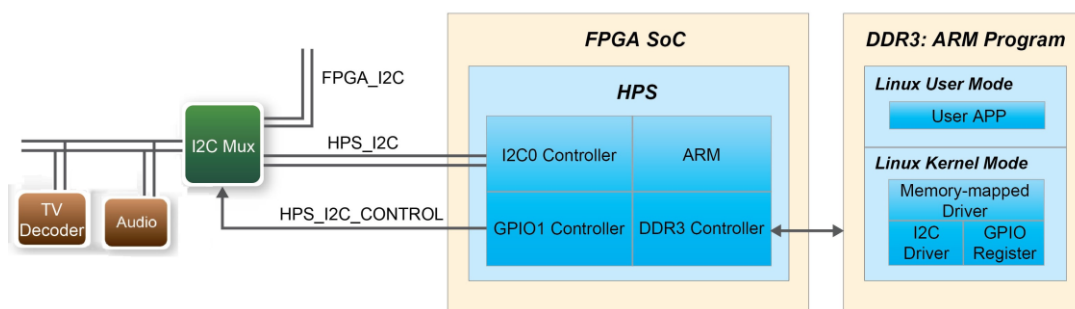 FPGA SoC
DDR3: ARM Program
FPGA_I2C
HPS
Linux User Mode
User APP
I2C Mux
HPS_I2C
I2C0 Controller
ARM
Linux Kernel Mode
Memory-mapped
Driver
TV
Decoder
Audio
HPS_I2C_CONTROL
GPIO1 Controller
DDR3 Controller
I2C
Driver
GPIO
Register